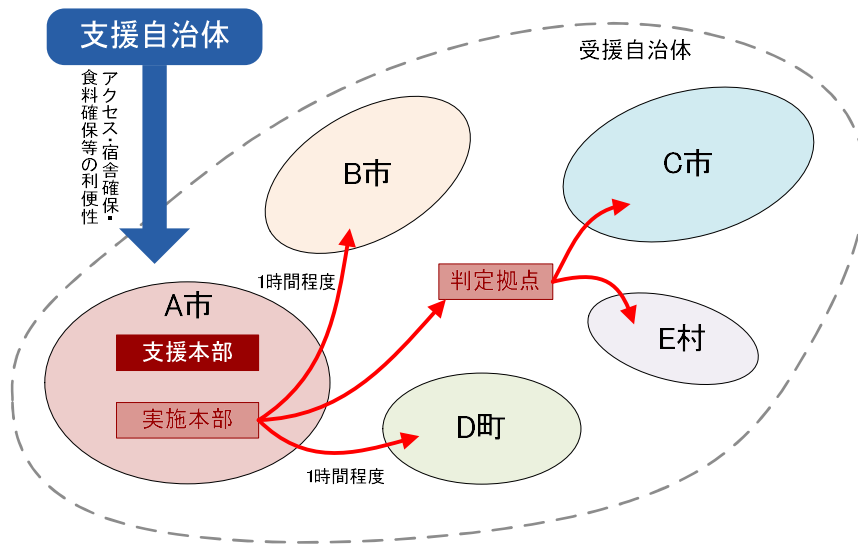 支援自治体
アクセス・宿舎確保・
食料確保等の利便性
受援自治体
B市
C市
1時間程度
判定拠点
A市
支援本部
E村
実施本部
D町
1時間程度